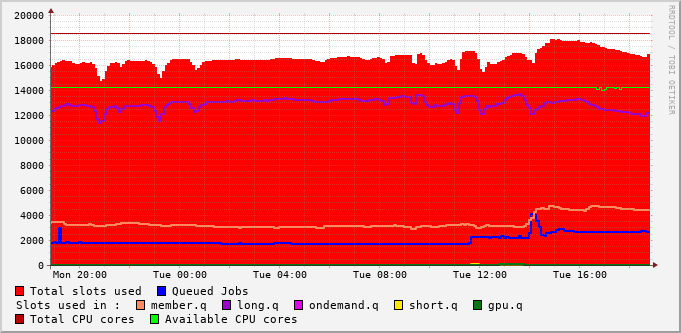 20000
18000
16000
14000
12000
10000
8000
6000
4000
2000
0
Mon 20:00 Tue 00:00 Tue 04:00 Tue 08:00 Tue 12:00 Tue 16:00
RRDTOOL / TOBI OETIKER
Total slots used Queued Jobs
Slots used in : member.q long.q ondemand.q short.q gpu.q
Total CPU cores Available CPU cores